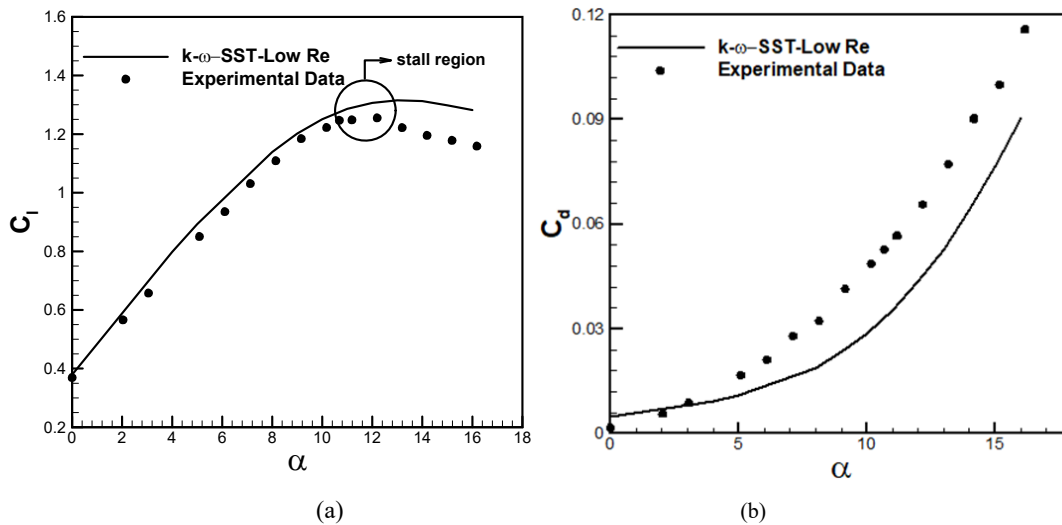 1.6
1.4
1.2
1
0.8
0.6
0.4
0.2
C_l
0 2 4 6 8 10 12 14 16 18
α
k-ω-SST-Low Re
Experimental Data
stall region
(a)
0.12
0.09
0.06
0.03
0
C_d
0 5 10 15
α
k-ω-SST-Low Re
Experimental Data
(b)